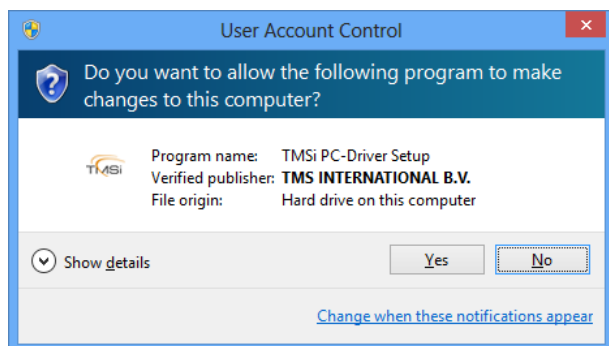 User Account Control
Do you want to allow the following program to make
changes to this computer?
TMSi
Program name: TMSi PC-Driver Setup
Verified publisher: TMS INTERNATIONAL B.V.
File origin: Hard drive on this computer
Show details Yes No
Change when these notifications appear